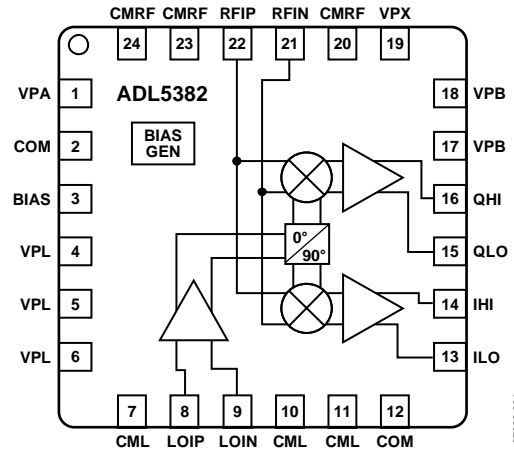 CMRF CMRF RFIP RFIN CMRF VPX
24 23 22 21 20 19
VPA 1 ADL5382 18 VPB
BIAS
GEN
COM 2 17 VPB
BIAS 3 16 QHI
0°
90°
VPL 4 15 QLO
VPL 5 14 IHI
VPL 6 13 ILO
7 8 9 10 11 12
CML LOIP LOIN CML CML COM